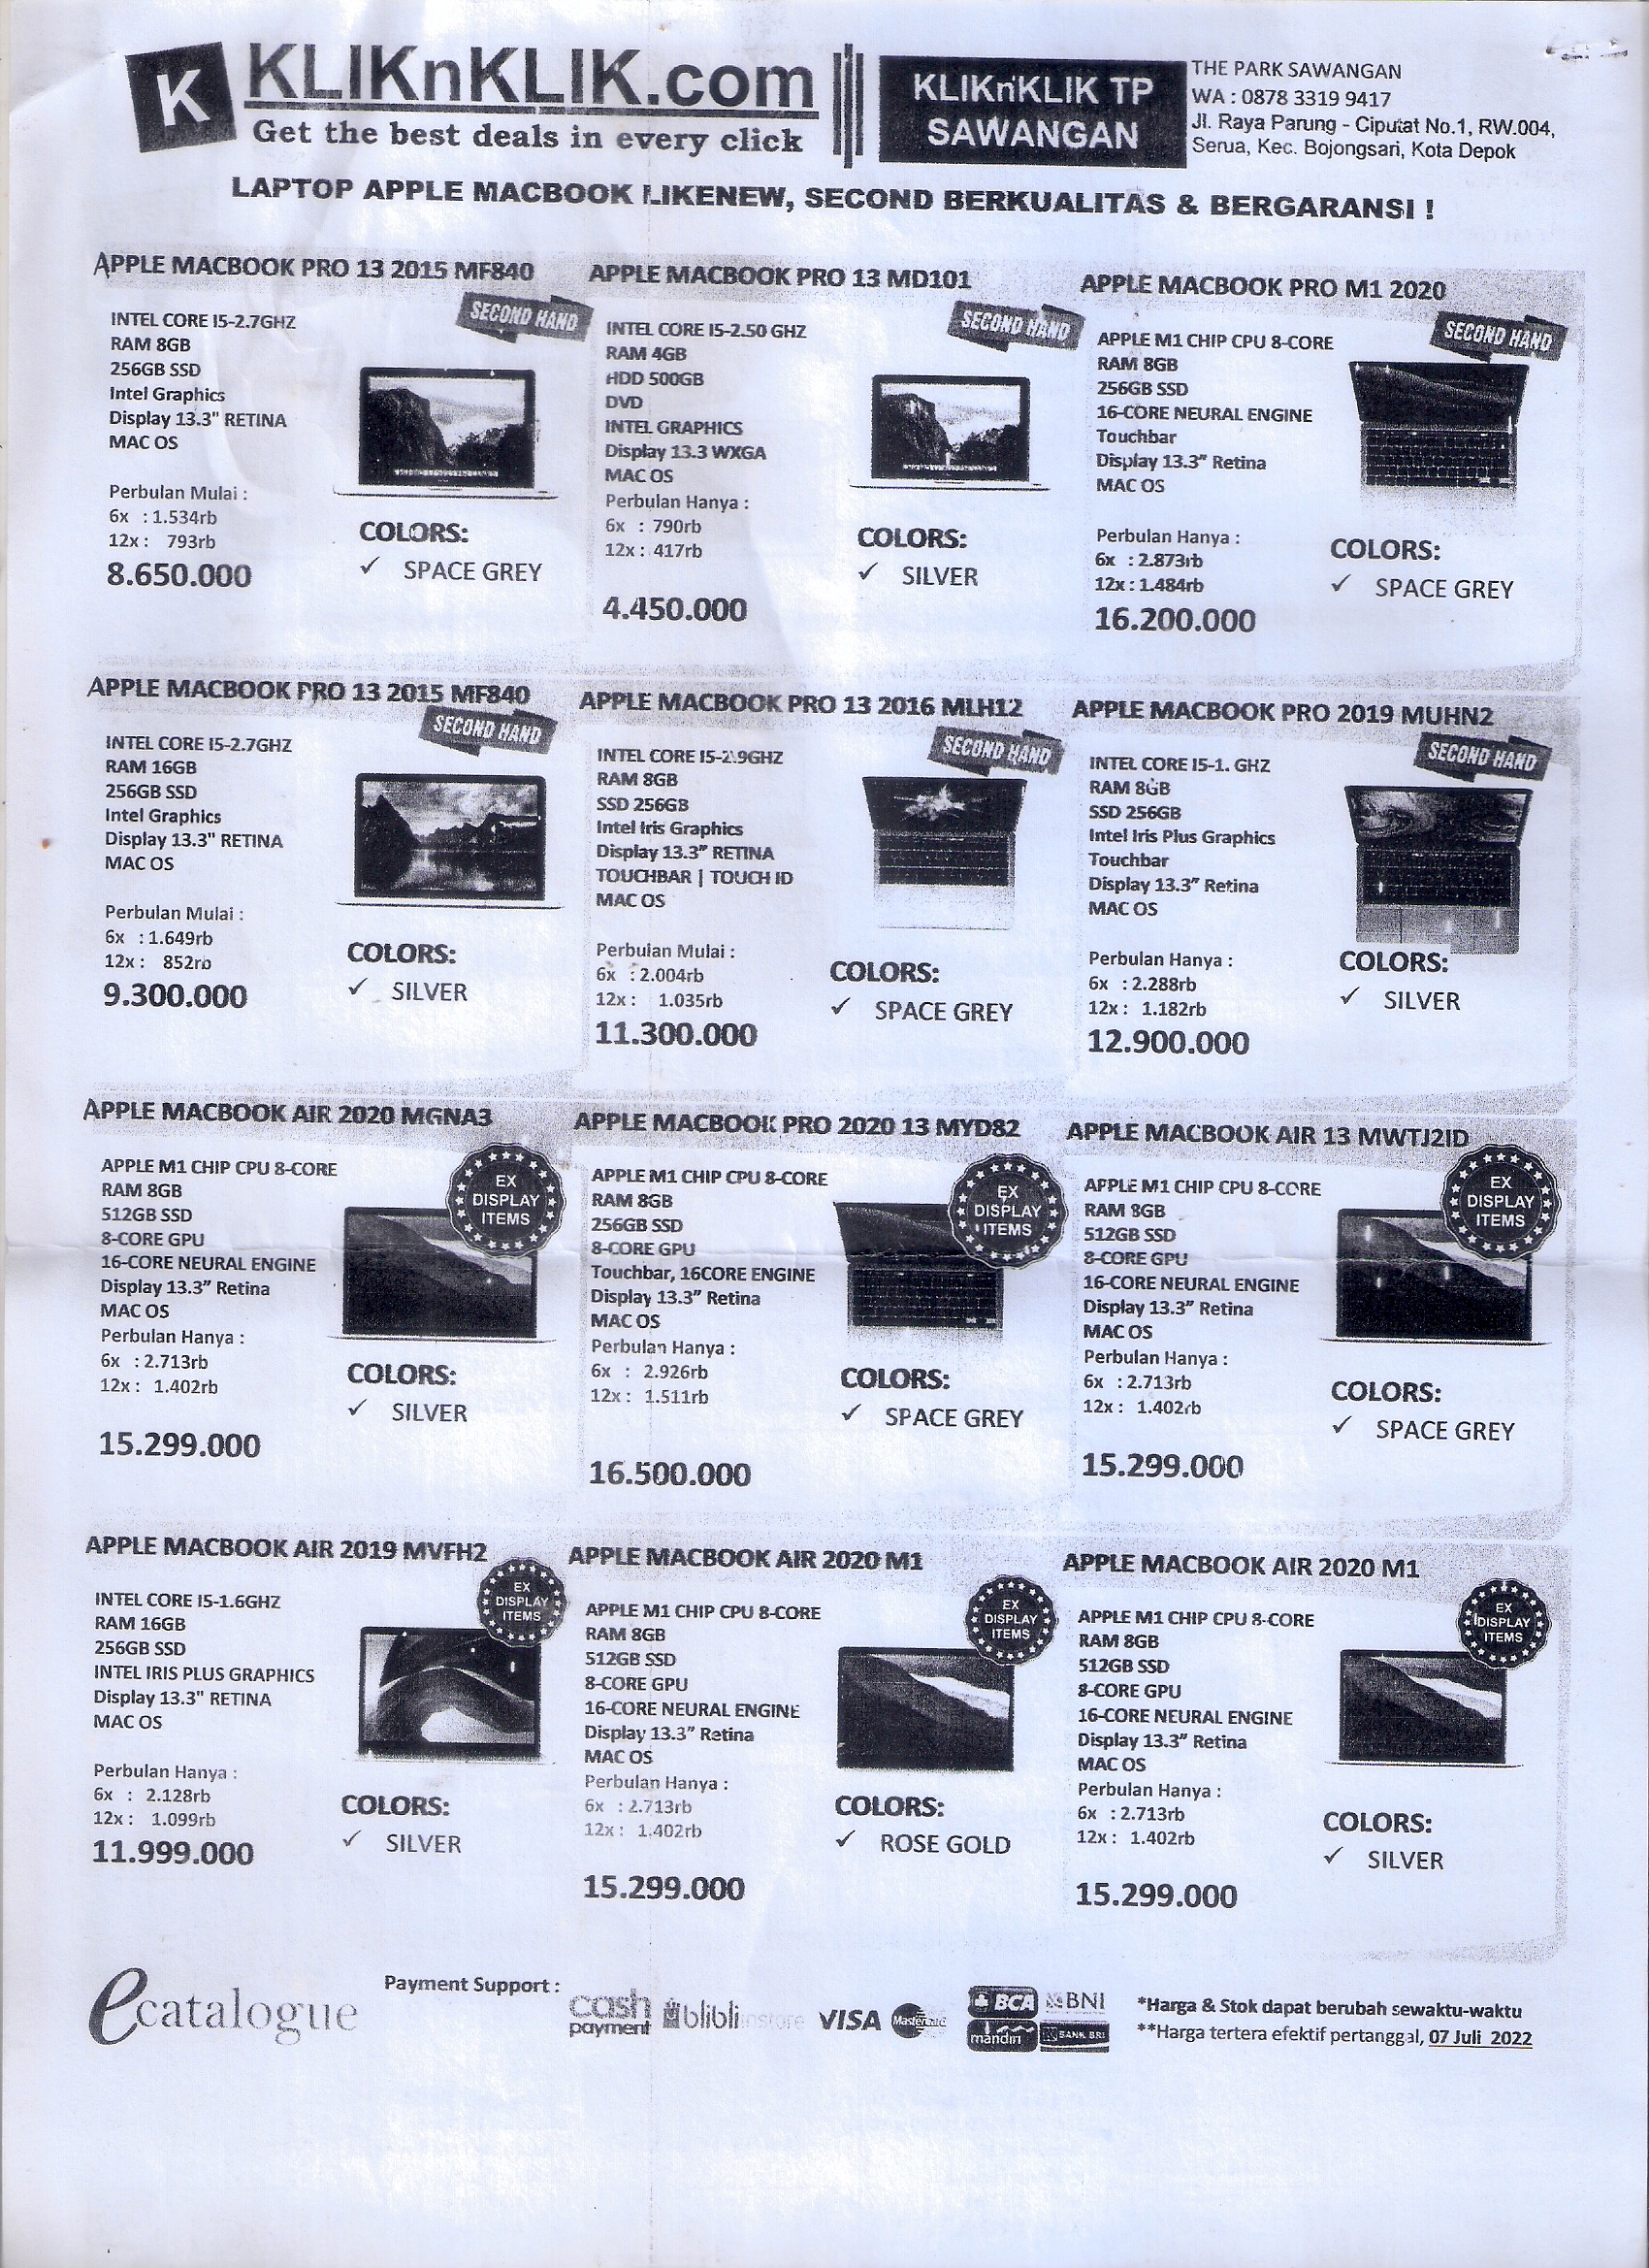 K
KLIKnKLIK.com
Get the best deals in every click
KLIKnKLIK TP
SAWANGAN
THE PARK SAWANGAN
WA : 0878 3319 9417
Jl. Raya Parung - Ciputat No.1, RW.004,
Serua, Kec. Bojongsari, Kota Depok
LAPTOP APPLE MACBOOK LIKENEW, SECOND BERKUALITAS & BERGARANSI !
APPLE MACBOOK PRO 13 2015 MF840
SECOND HAND
INTEL CORE I5-2.7GHZ
RAM 8GB
256GB SSD
Intel Graphics
Display 13.3" RETINA
MAC OS
Perbulan Mulai :
6x : 1.534rb
12x : 793rb
8.650.000
COLORS:
✓ SPACE GREY
APPLE MACBOOK PRO 13 MD101
SECOND HAND
INTEL CORE I5-2.50 GHZ
RAM 4GB
HDD 500GB
DVD
INTEL GRAPHICS
Display 13.3 WXGA
MAC OS
Perbulan Hanya :
6x : 790rb
12x : 417rb
4.450.000
COLORS:
✓ SILVER
APPLE MACBOOK PRO M1 2020
SECOND HAND
APPLE M1 CHIP CPU 8-CORE
RAM 8GB
256GB SSD
16-CORE NEURAL ENGINE
Touchbar
Display 13.3" Retina
MAC OS
Perbulan Hanya :
6x : 2.873rb
12x : 1.484rb
16.200.000
COLORS:
✓ SPACE GREY
APPLE MACBOOK PRO 13 2015 MF840
SECOND HAND
INTEL CORE I5-2.7GHZ
RAM 16GB
256GB SSD
Intel Graphics
Display 13.3" RETINA
MAC OS
Perbulan Mulai :
6x : 1.649rb
12x : 852rb
9.300.000
COLORS:
✓ SILVER
APPLE MACBOOK PRO 13 2016 MLH12
SECOND HAND
INTEL CORE I5-2.9GHZ
RAM 8GB
SSD 256GB
Intel Iris Graphics
Display 13.3" RETINA
TOUCHBAR | TOUCH ID
MAC OS
Perbulan Mulai :
6x : 2.004rb
12x : 1.035rb
11.300.000
COLORS:
✓ SPACE GREY
APPLE MACBOOK PRO 2019 MUHN2
SECOND HAND
INTEL CORE I5-1. GHZ
RAM 8GB
SSD 256GB
Intel Iris Plus Graphics
Touchbar
Display 13.3" Retina
MAC OS
Perbulan Hanya :
6x : 2.288rb
12x : 1.182rb
12.900.000
COLORS:
✓ SILVER
APPLE MACBOOK AIR 2020 MGNA3
EX
DISPLAY
ITEMS
APPLE M1 CHIP CPU 8-CORE
RAM 8GB
512GB SSD
8-CORE GPU
16-CORE NEURAL ENGINE
Display 13.3" Retina
MAC OS
Perbulan Hanya :
6x : 2.713rb
12x : 1.402rb
15.299.000
COLORS:
✓ SILVER
APPLE MACBOOK PRO 2020 13 MYD82
EX
DISPLAY
ITEMS
APPLE M1 CHIP CPU 8-CORE
RAM 8GB
256GB SSD
8-CORE GPU
Touchbar, 16CORE ENGINE
Display 13.3" Retina
MAC OS
Perbulan Hanya :
6x : 2.926rb
12x : 1.511rb
16.500.000
COLORS:
✓ SPACE GREY
APPLE MACBOOK AIR 13 MWTJ2ID
EX
DISPLAY
ITEMS
APPLE M1 CHIP CPU 8-CORE
RAM 8GB
512GB SSD
8-CORE GPU
16-CORE NEURAL ENGINE
Display 13.3" Retina
MAC OS
Perbulan Hanya :
6x : 2.713rb
12x : 1.402rb
15.299.000
COLORS:
✓ SPACE GREY
APPLE MACBOOK AIR 2019 MVFH2
EX
DISPLAY
ITEMS
INTEL CORE I5-1.6GHZ
RAM 16GB
256GB SSD
INTEL IRIS PLUS GRAPHICS
Display 13.3" RETINA
MAC OS
Perbulan Hanya :
6x : 2.128rb
12x : 1.099rb
11.999.000
COLORS:
✓ SILVER
APPLE MACBOOK AIR 2020 M1
EX
DISPLAY
ITEMS
APPLE M1 CHIP CPU 8-CORE
RAM 8GB
512GB SSD
8-CORE GPU
16-CORE NEURAL ENGINE
Display 13.3" Retina
MAC OS
Perbulan Hanya :
6x : 2.713rb
12x : 1.402rb
15.299.000
COLORS:
✓ ROSE GOLD
APPLE MACBOOK AIR 2020 M1
EX
DISPLAY
ITEMS
APPLE M1 CHIP CPU 8-CORE
RAM 8GB
512GB SSD
8-CORE GPU
16-CORE NEURAL ENGINE
Display 13.3" Retina
MAC OS
Perbulan Hanya :
6x : 2.713rb
12x : 1.402rb
15.299.000
COLORS:
✓ SILVER
ecatalogue
Payment Support :
cash
payment
blibli instore
VISA
MasterCard
BCA
BNI
mandiri
BANK BRI
*Harga & Stok dapat berubah sewaktu-waktu
**Harga tertera efektif pertanggal, 07 Juli 2022